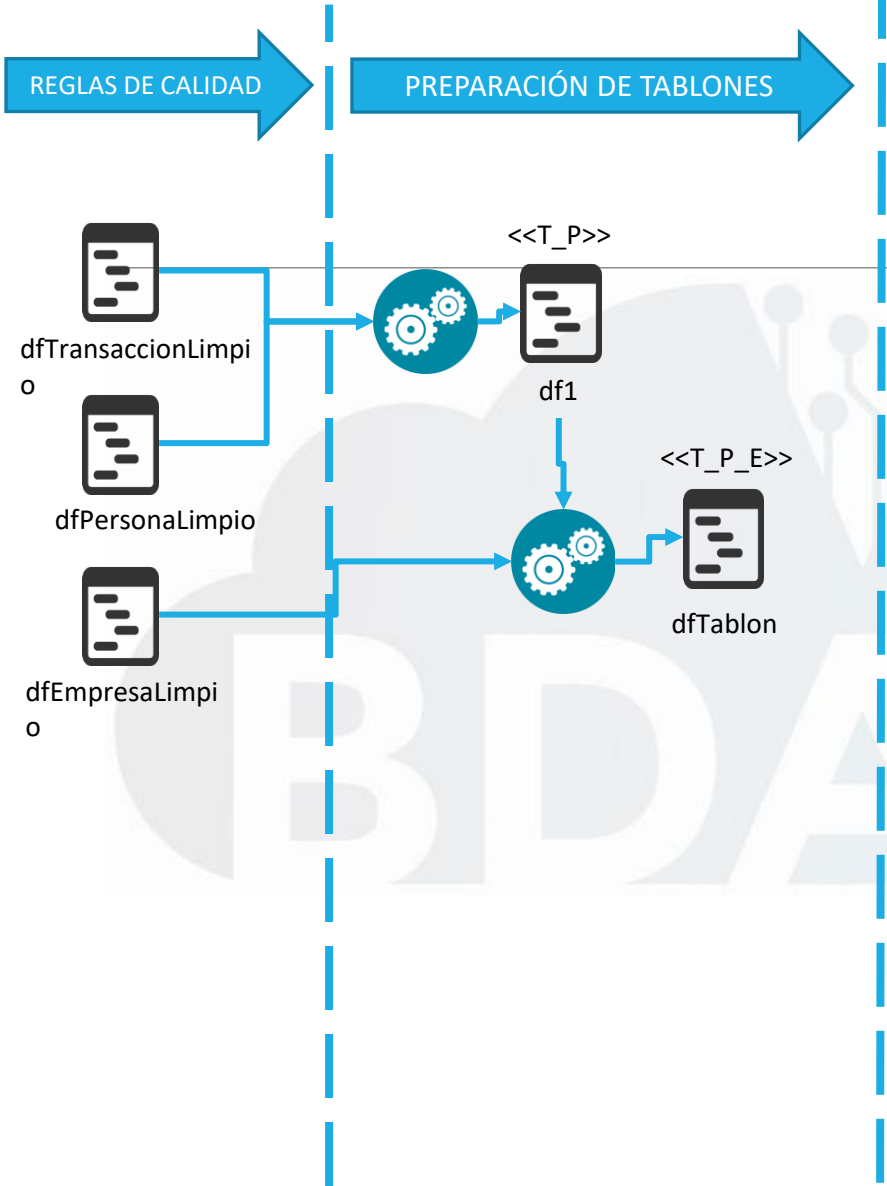 REGLAS DE CALIDAD
PREPARACIÓN DE TABLONES
<<T_P>>
dfTransaccionLimpi
o
df1
dfPersonaLimpio
<<T_P_E>>
dfTablon
dfEmpresaLimpi
o
BDA